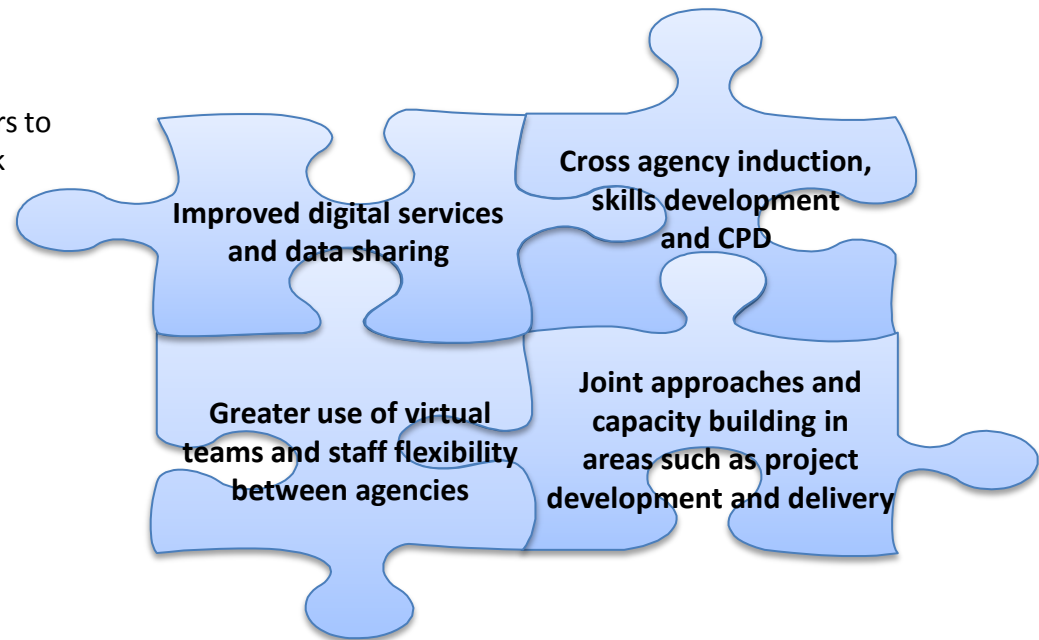 rs to
k
Improved digital services
and data sharing
Cross agency induction,
skills development
and CPD
Greater use of virtual
teams and staff flexibility
between agencies
Joint approaches and
capacity building in
areas such as project
development and delivery